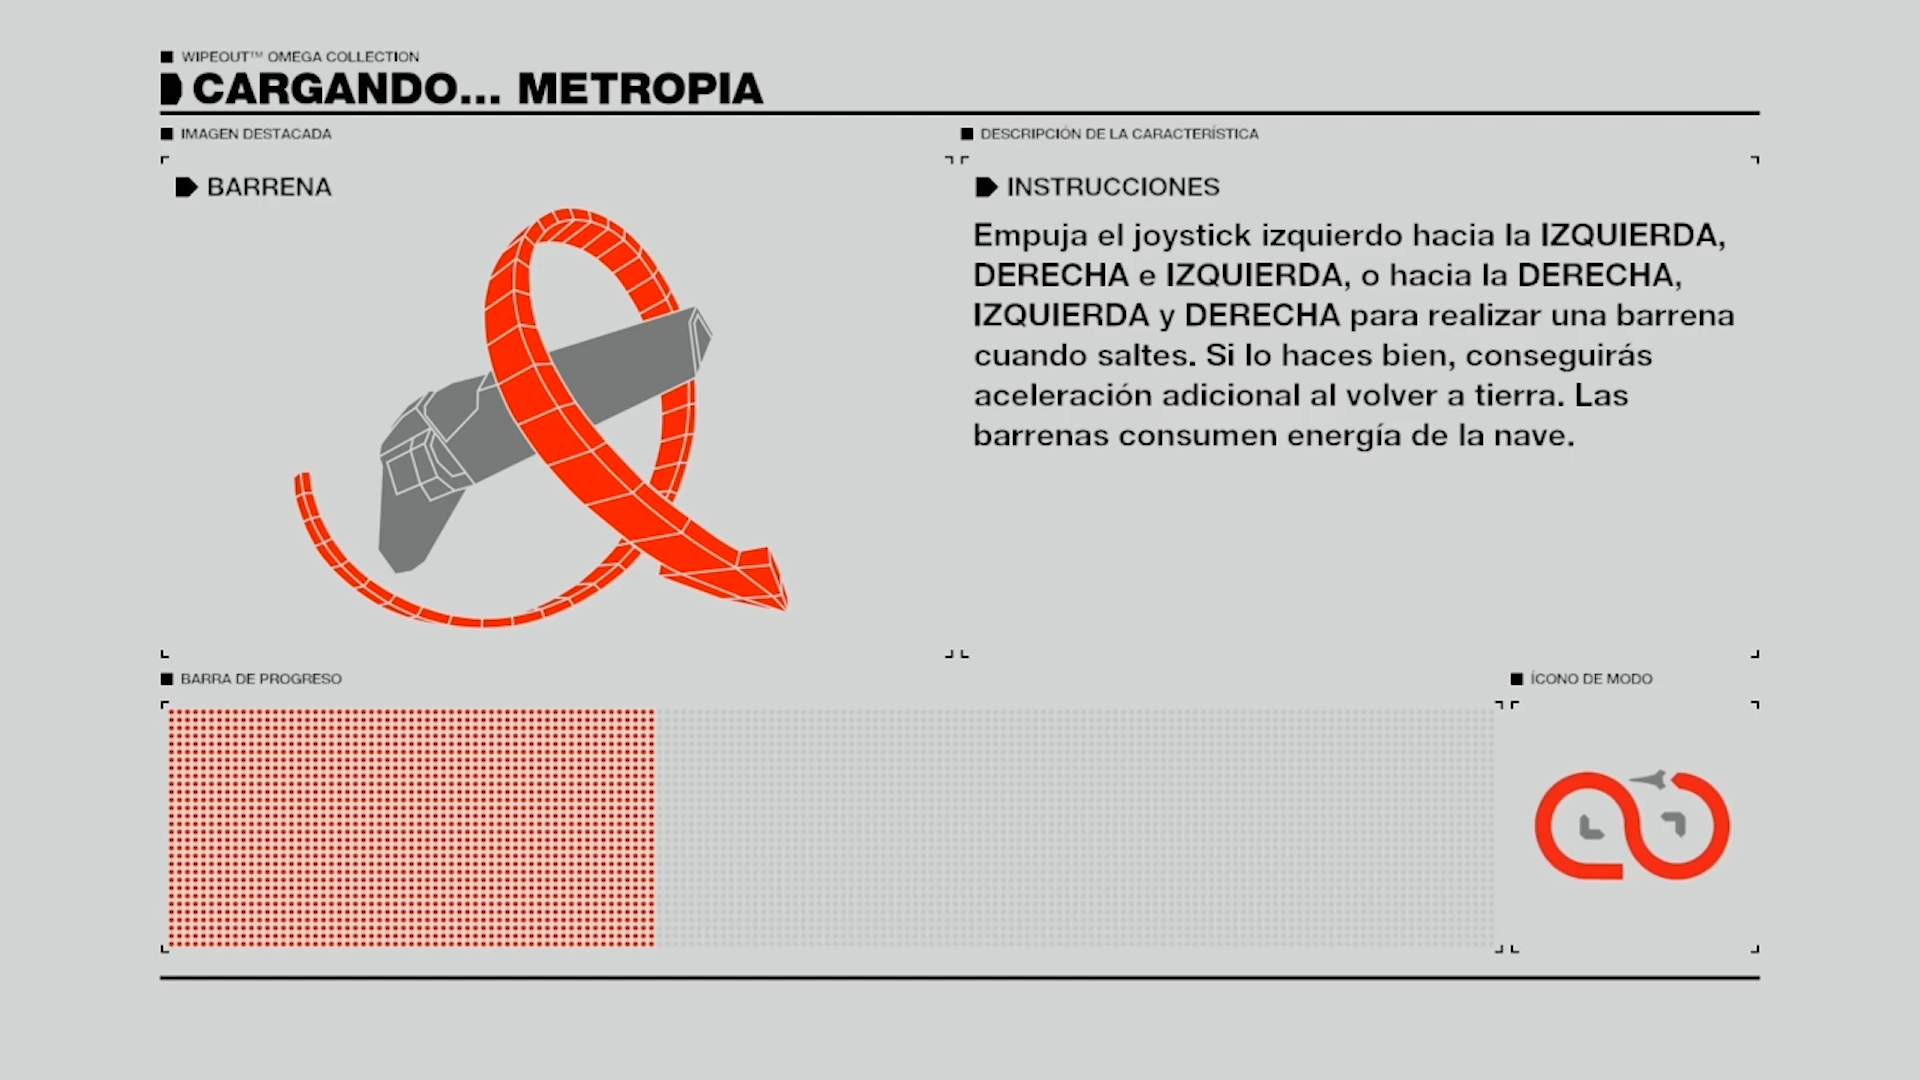 WIPEOUT™ OMEGA COLLECTION
CARGANDO... METROPIA
IMAGEN DESTACADA
BARRENA
DESCRIPCIÓN DE LA CARACTERÍSTICA
INSTRUCCIONES
Empuja el joystick izquierdo hacia la IZQUIERDA,
DERECHA e IZQUIERDA, o hacia la DERECHA,
IZQUIERDA y DERECHA para realizar una barrena
cuando saltes. Si lo haces bien, conseguirás
aceleración adicional al volver a tierra. Las
barrenas consumen energía de la nave.
BARRA DE PROGRESO
ÍCONO DE MODO